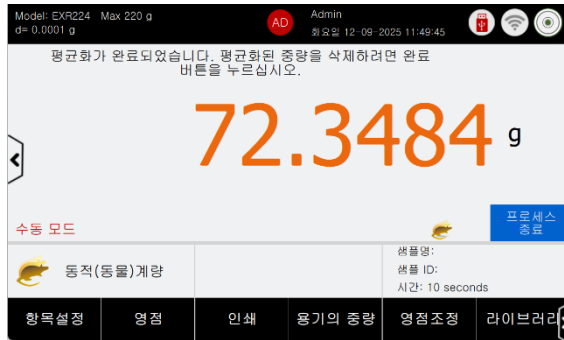 Model: EXR224 Max 220 g
d= 0.0001 g
AD
Admin
화요일 12-09-2025 11:49:45
평균화가 완료되었습니다. 평균화된 중량을 삭제하려면 완료
버튼을 누르십시오.
72.3484 g
수동 모드
프로세스
종료
동적(동물)계량
샘플명:
샘플 ID:
시간: 10 seconds
항목설정
영점
인쇄
용기의 중량
영점조정
라이브러리